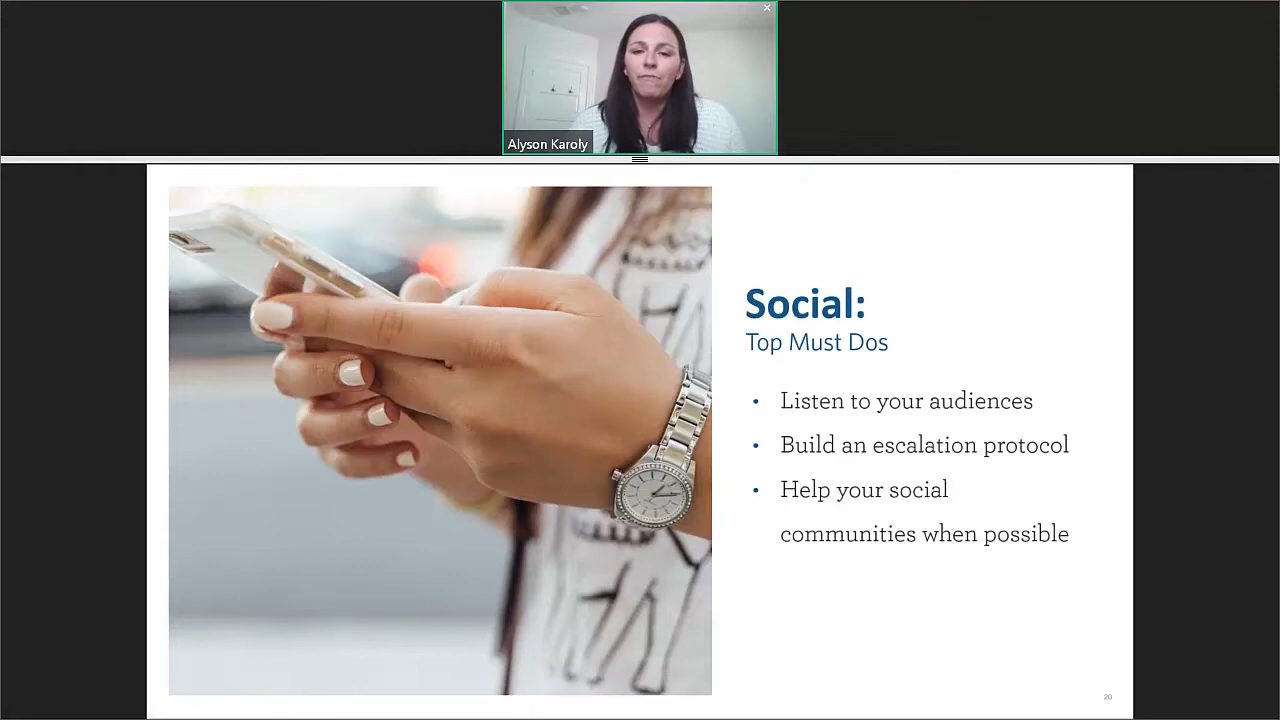 Alyson Karoly
Social:
Top Must Dos
• Listen to your audiences
• Build an escalation protocol
• Help your social
communities when possible
20